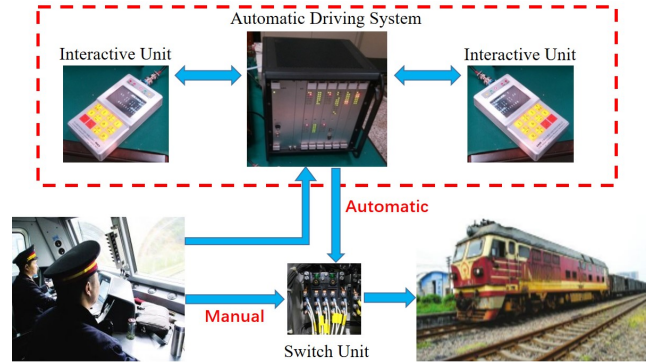 Automatic Driving System
Interactive Unit
Interactive Unit
Automatic
Manual
Switch Unit